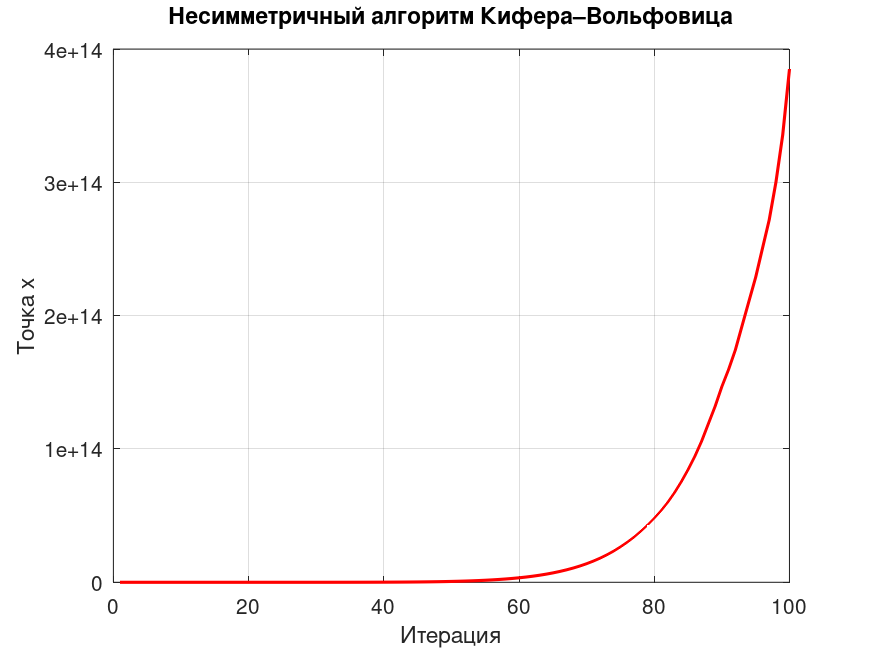 Несимметричный алгоритм Кифера–Вольфовица
4e+14
3e+14
2e+14
1e+14
0
Точка x
0 20 40 60 80 100
Итерация